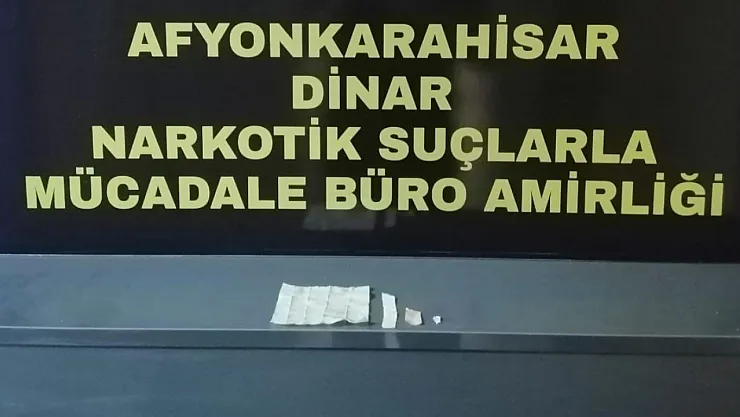 AFYONKARAHİSAR
DİNAR
NARKOTİK SUÇLARLA
MÜCADALE BÜRO AMİRLİĞİ